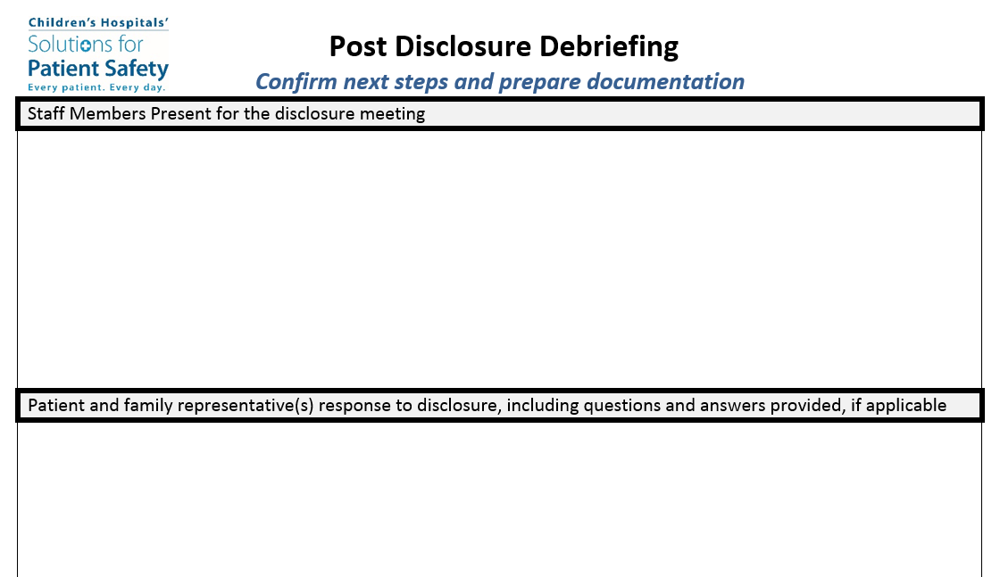 Children's Hospitals'
Solutions for
Patient Safety
Every patient. Every day.
Post Disclosure Debriefing
Confirm next steps and prepare documentation
Staff Members Present for the disclosure meeting
Patient and family representative(s) response to disclosure, including questions and answers provided, if applicable